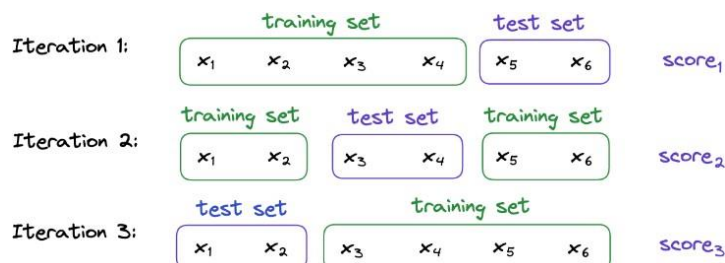 training set test set
Iteration 1: x₁ x₂ x₃ x₄ x₅ x₆ score₁
training set test set training set
Iteration 2: x₁ x₂ x₃ x₄ x₅ x₆ score₂
test set training set
Iteration 3: x₁ x₂ x₃ x₄ x₅ x₆ score₃